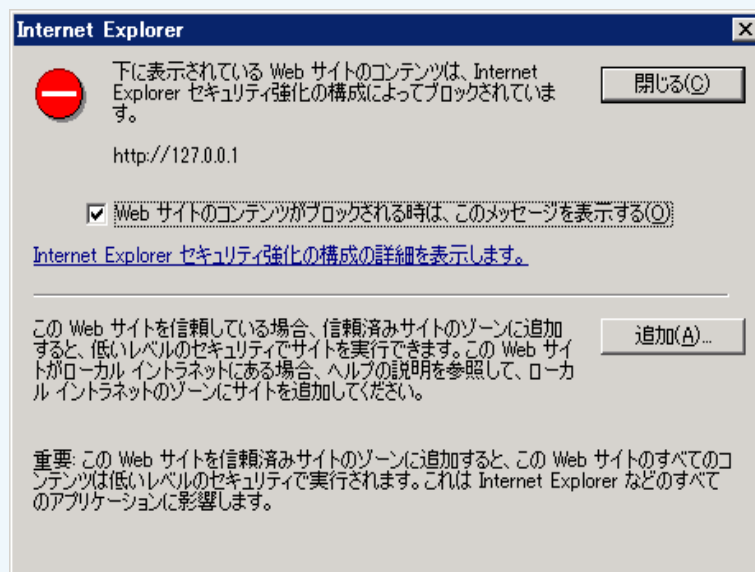 Internet Explorer
下に表示されている Web サイトのコンテンツは、Internet
Explorer セキュリティ強化の構成によってブロックされていま
す。
閉じる(C)
http://127.0.0.1
Web サイトのコンテンツがブロックされる時は、このメッセージを表示する(O)
Internet Explorer セキュリティ強化の構成の詳細を表示します。
この Web サイトを信頼している場合、信頼済みサイトのゾーンに追加
すると、低いレベルのセキュリティでサイトを実行できます。この Web サイ
トがローカル イントラネットにある場合、ヘルプの説明を参照して、ローカ
ル イントラネットのゾーンにサイトを追加してください。
追加(A)...
重要: この Web サイトを信頼済みサイトのゾーンに追加すると、この Web サイトのすべてのコ
ンテンツは低いレベルのセキュリティで実行されます。これは Internet Explorer などのすべて
のアプリケーションに影響します。